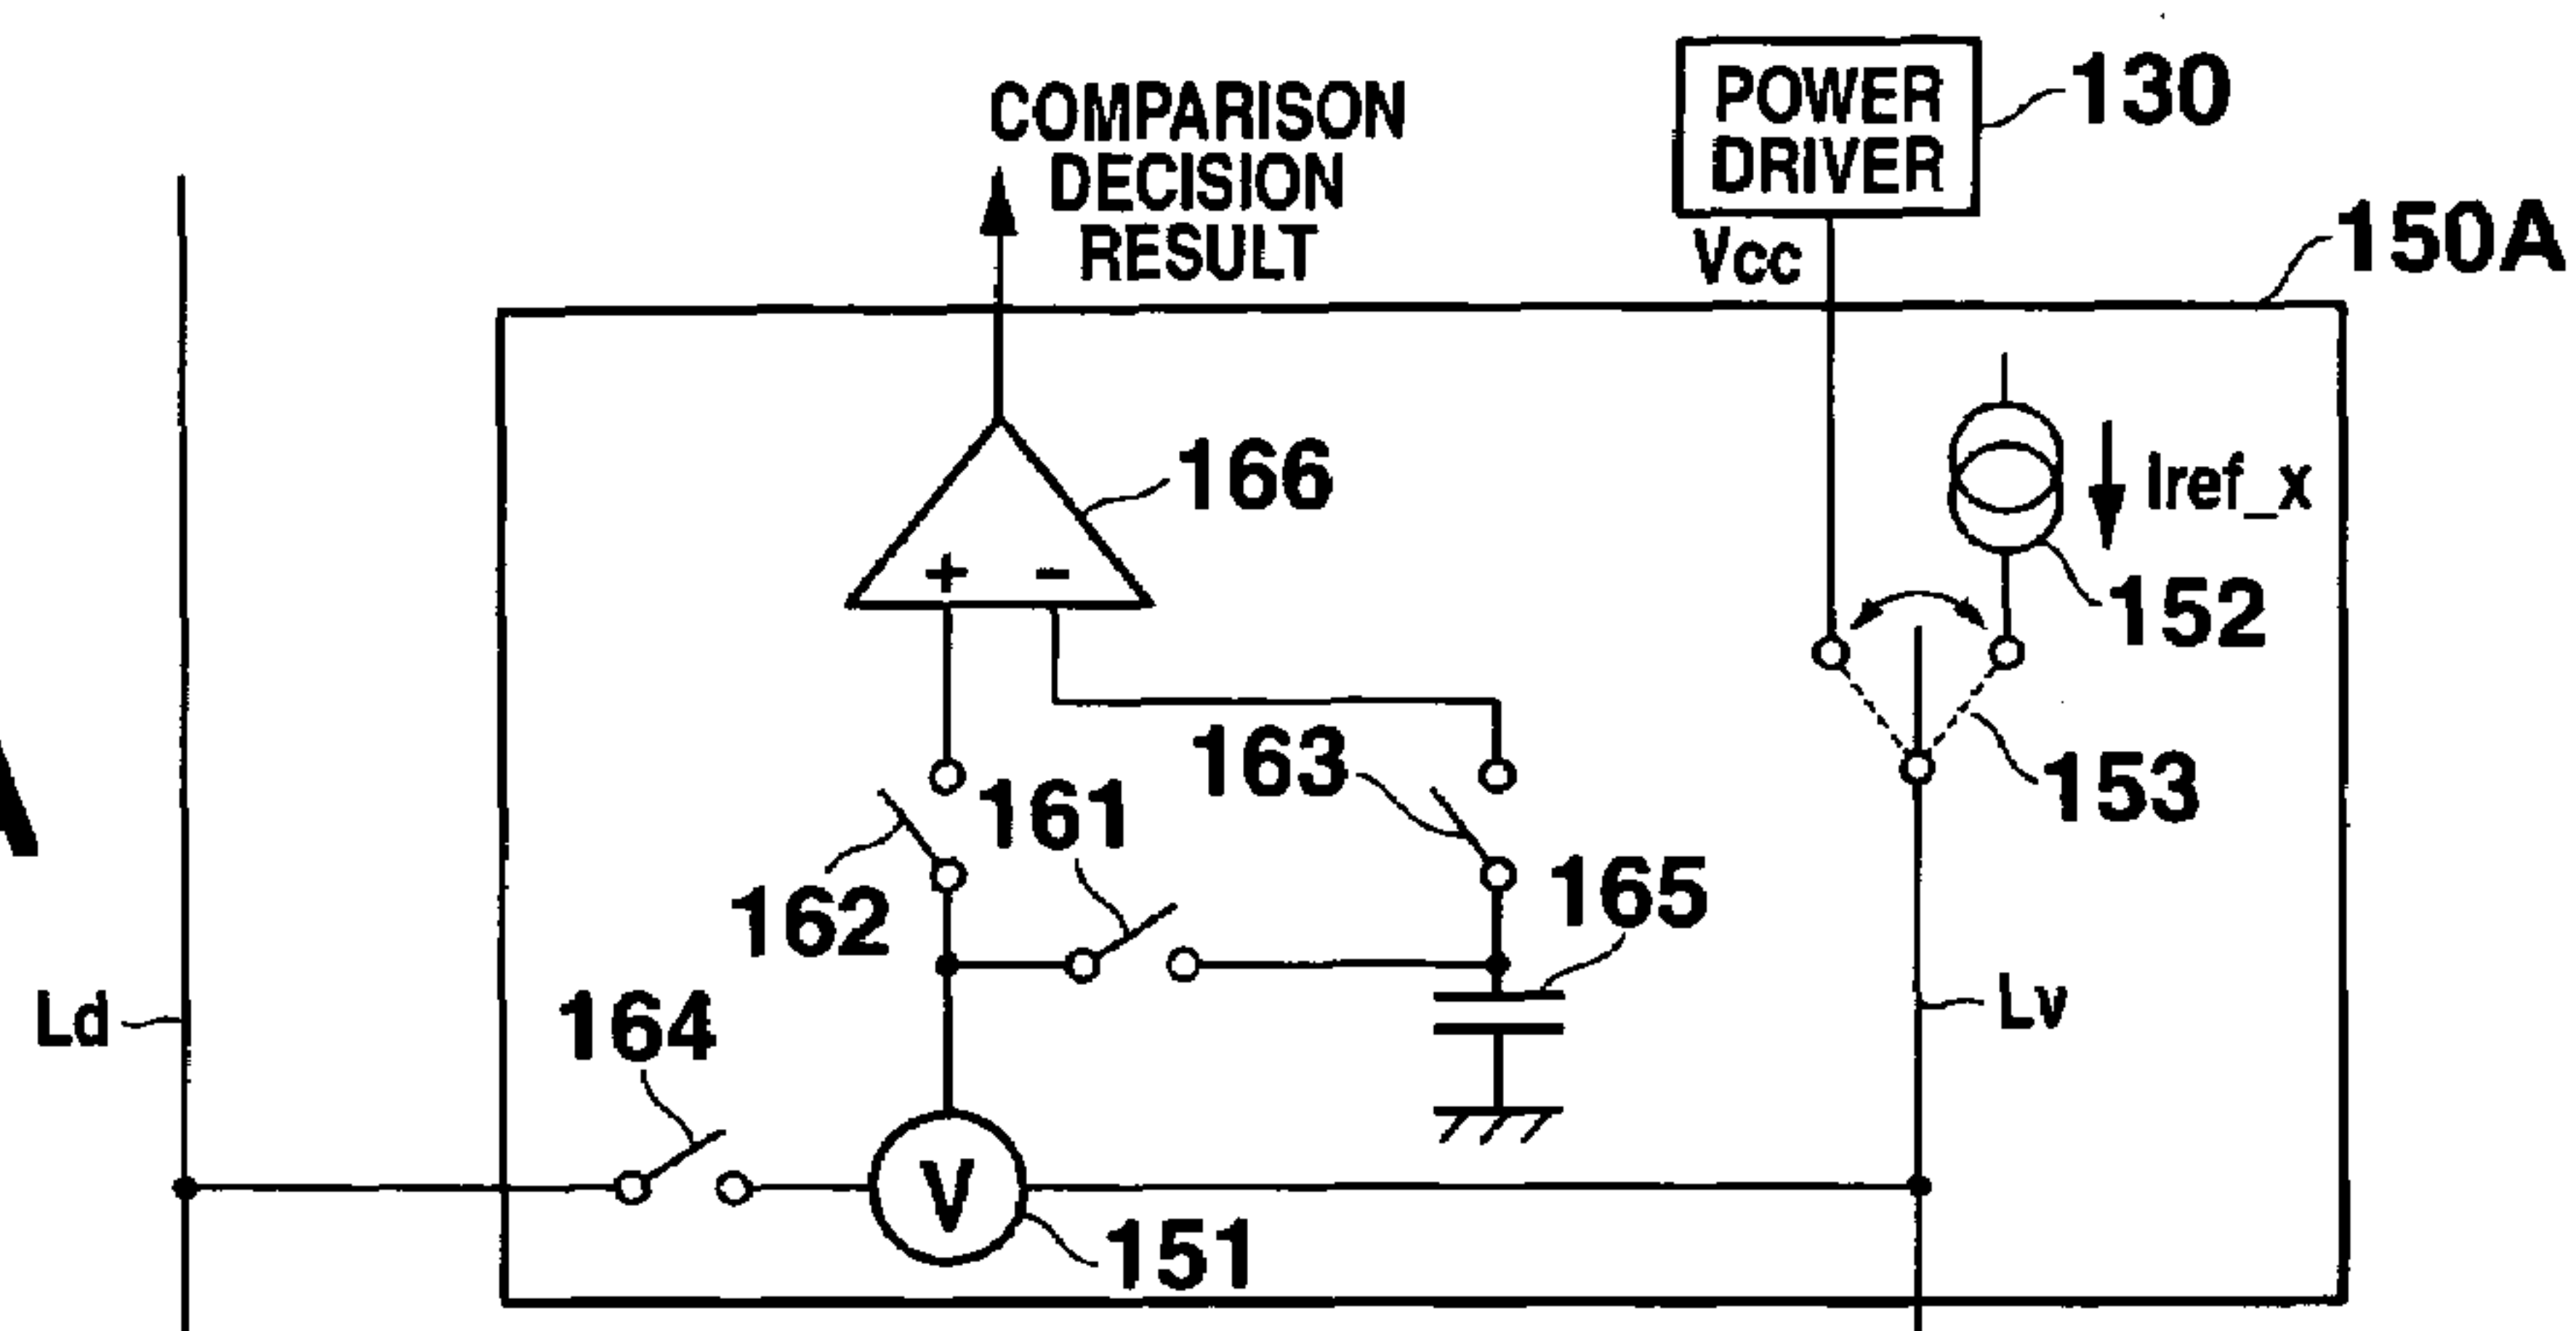 COMPARISON
DECISION
RESULT
POWER
DRIVER
130
Vcc
150A
166
+
-
Iref_x
152
153
163
161
162
165
164
Ld
Lv
V
151